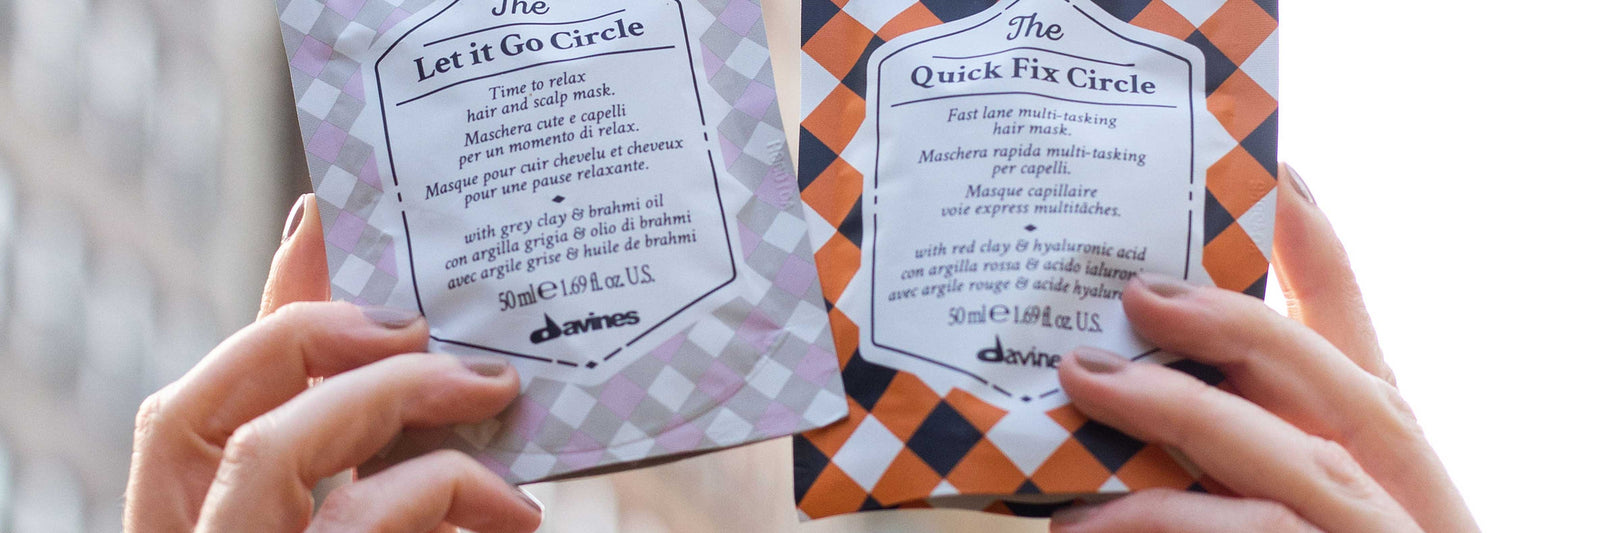 The
Let it Go Circle
Time to relax
hair and scalp mask.
Maschera cute e capelli
per un momento di relax.
Masque pour cuir chevelu et cheveux
pour une pause relaxante.
with grey clay & brahmi oil
con argilla grigia & olio di brahmi
avec argile grise & huile de brahmi
50 ml e 1.69 fl. oz. U.S.
davines
The
Quick Fix Circle
Fast lane multi-tasking
hair mask.
Maschera rapida multi-tasking
per capelli.
Masque capillaire
voie express multitâches.
with red clay & hyaluronic acid
con argilla rossa & acido ialuron
avec argile rouge & acide hyalur
50 ml e 1.69 fl. oz. U.S.
davine